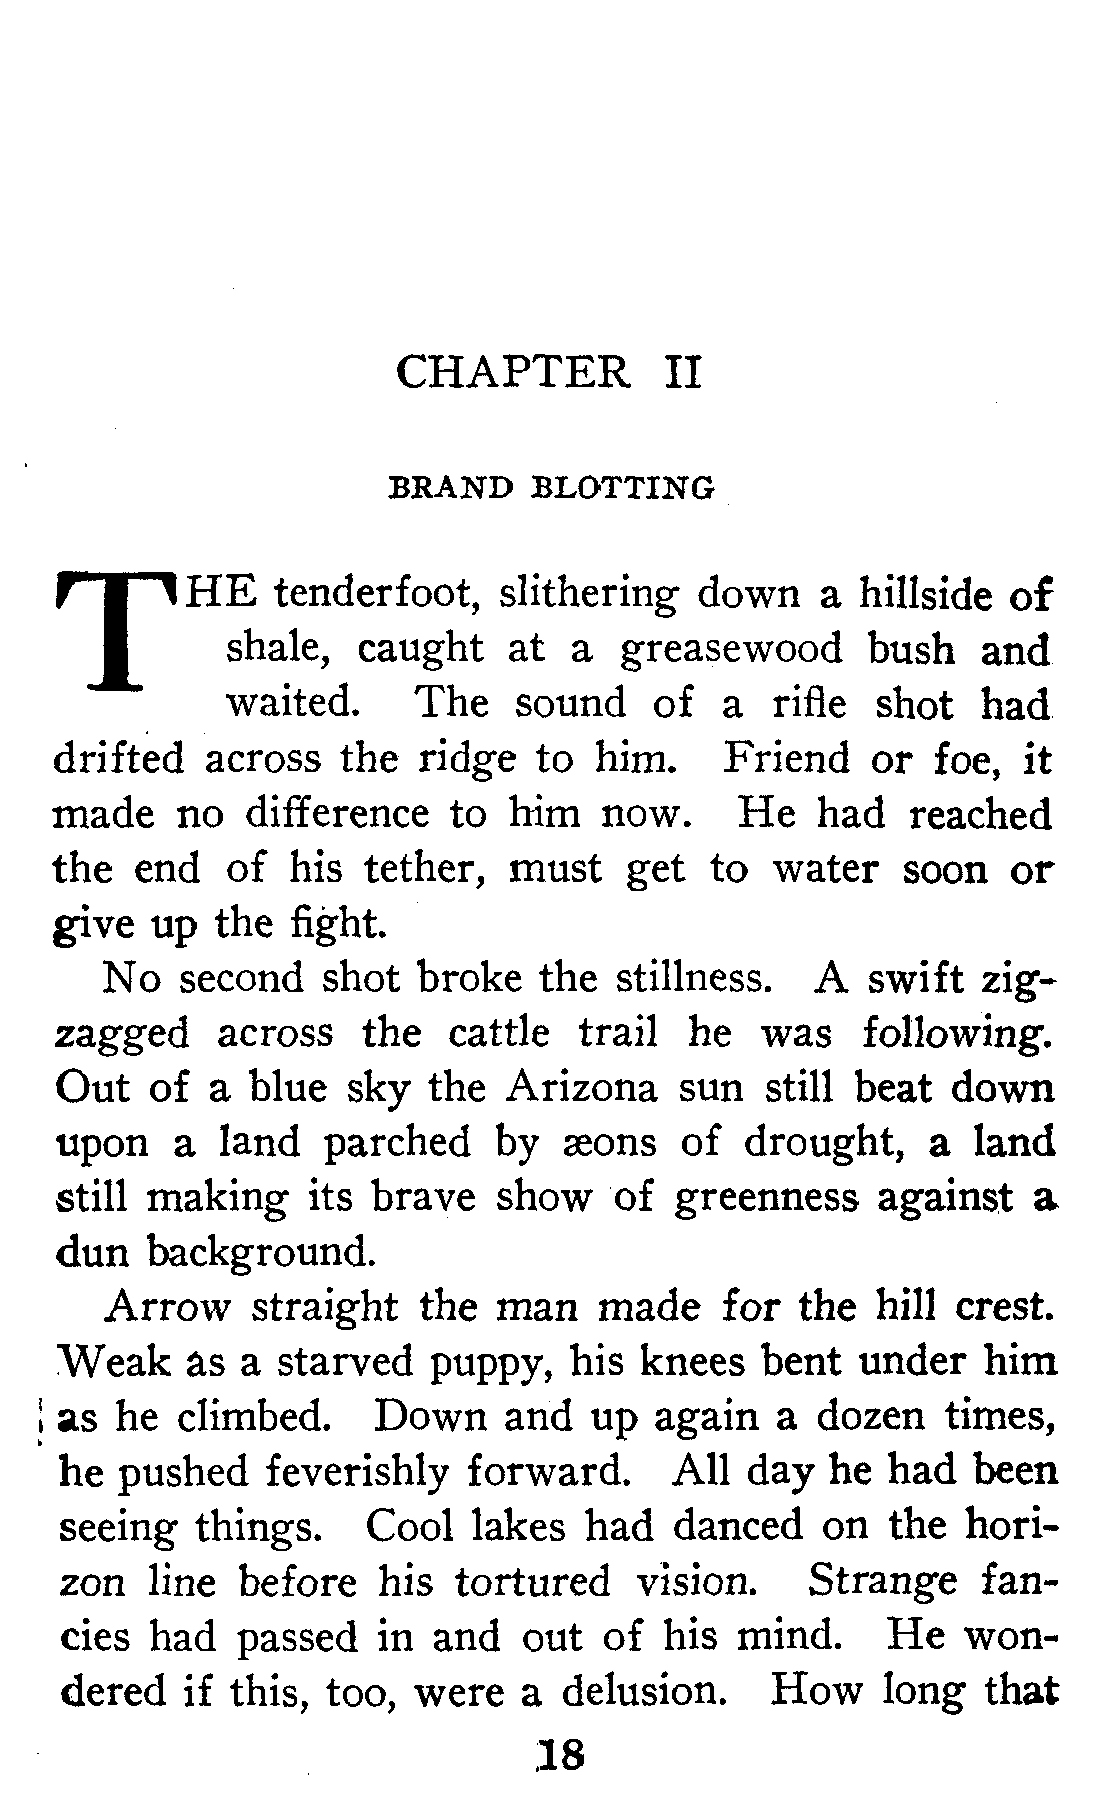 CHAPTER II
BRAND BLOTTING
THE tenderfoot, slithering down a hillside of
shale, caught at a greasewood bush and
waited. The sound of a rifle shot had
drifted across the ridge to him. Friend or foe, it
made no difference to him now. He had reached
the end of his tether, must get to water soon or
give up the fight.
No second shot broke the stillness. A swift zig-
zagged across the cattle trail he was following.
Out of a blue sky the Arizona sun still beat down
upon a land parched by æons of drought, a land
still making its brave show of greenness against a
dun background.
Arrow straight the man made for the hill crest.
Weak as a starved puppy, his knees bent under him
as he climbed. Down and up again a dozen times,
he pushed feverishly forward. All day he had been
seeing things. Cool lakes had danced on the hori-
zon line before his tortured vision. Strange fan-
cies had passed in and out of his mind. He won-
dered if this, too, were a delusion. How long that
18